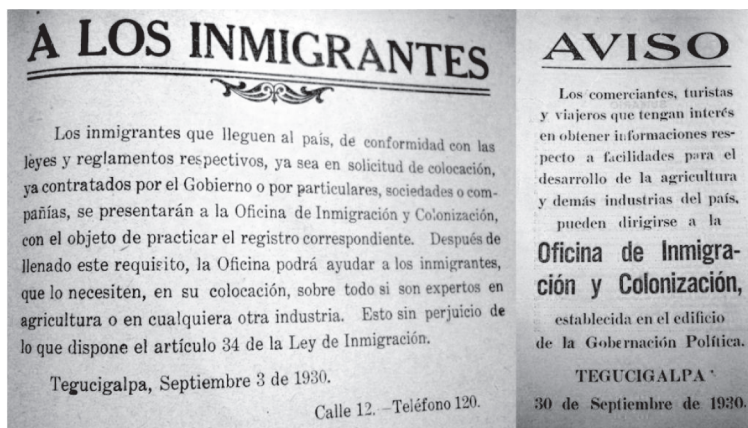 A LOS INMIGRANTES
Los inmigrantes que lleguen al país, de conformidad con las
leyes y reglamentos respectivos, ya sea en solicitud de colocación,
ya contratados por el Gobierno o por particulares, sociedades o com-
pañías, se presentarán a la Oficina de Inmigración y Colonización,
con el objeto de practicar el registro correspondiente. Después de
llenado este requisito, la Oficina podrá ayudar a los inmigrantes,
que lo necesiten, en su colocación, sobre todo si son expertos en
agricultura o en cualquiera otra industria. Esto sin perjuicio de
lo que dispone el artículo 34 de la Ley de Inmigración.
Tegucigalpa, Septiembre 3 de 1930.
Calle 12. –Teléfono 120.
AVISO
Los comerciantes, turistas
y viajeros que tengan interés
en obtener informaciones res-
pecto a facilidades para el
desarrollo de la agricultura
y demás industrias del país,
pueden dirigirse a la
Oficina de Inmigra-
ción y Colonización,
establecida en el edificio
de la Gobernación Política.
TEGUCIGALPA
30 de Septiembre de 1930.